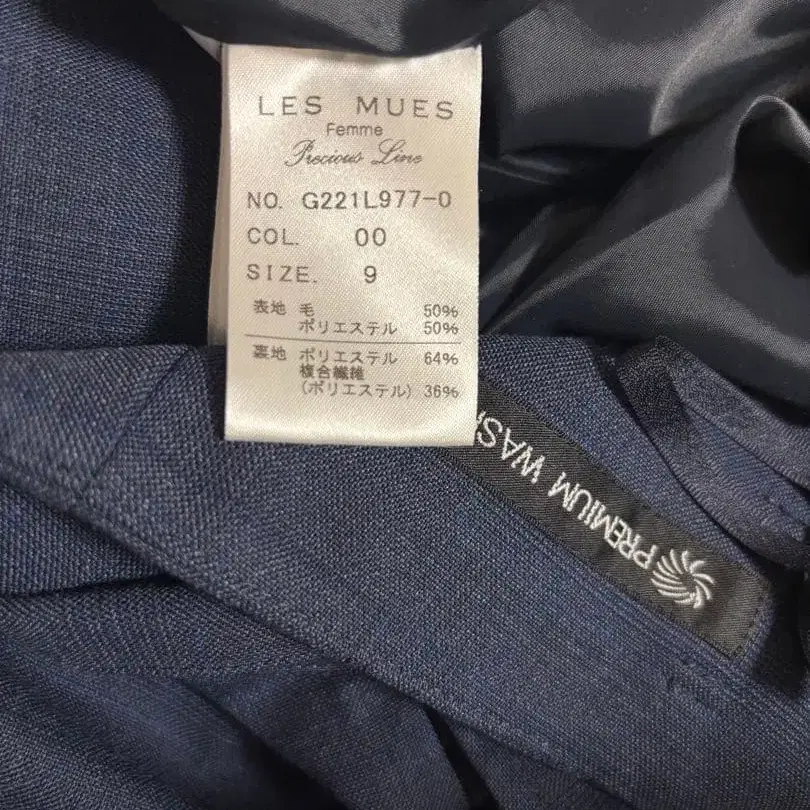 LES MUES
Femme
Precious Line
NO. G221L977-0
COL. 00
SIZE. 9
表地 毛 50%
ポリエステル 50%
裏地 ポリエステル 64%
複合繊維
(ポリエステル) 36%
PREMIUM